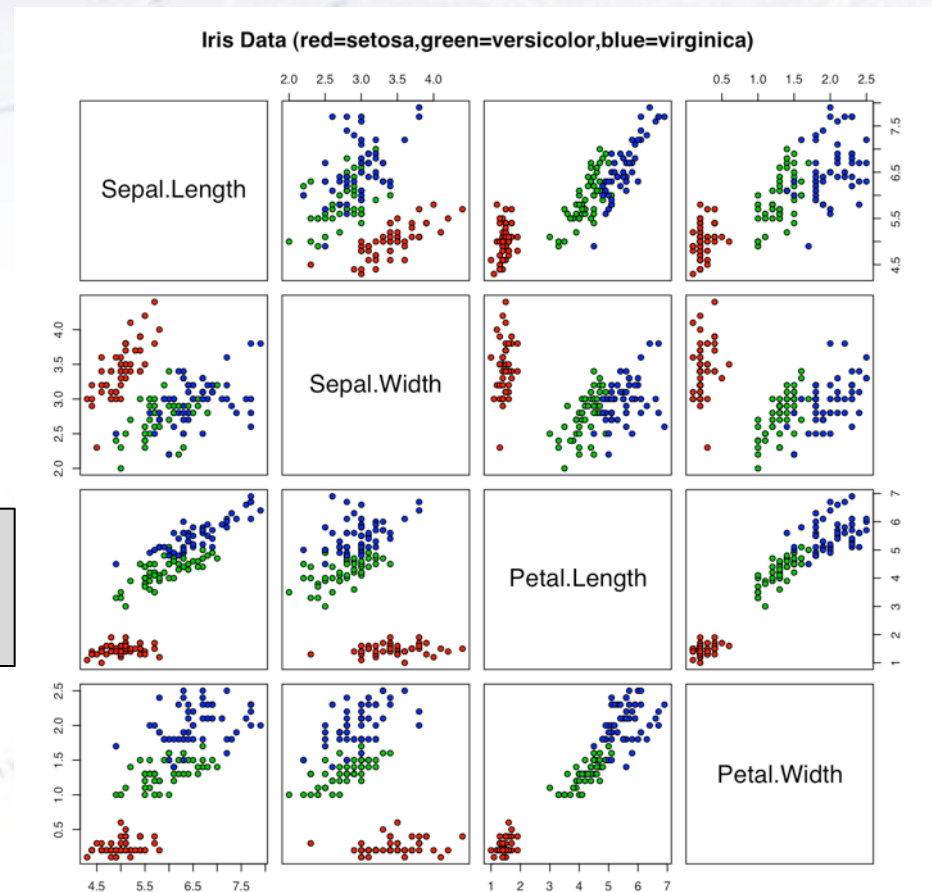 Iris Data (red=setosa,green=versicolor,blue=virginica)
2.0 2.5 3.0 3.5 4.0
0.5 1.0 1.5 2.0 2.5
Sepal.Length
4.5 5.5 6.5 7.5
2.0 2.5 3.0 3.5 4.0
Sepal.Width
Petal.Length
1 2 3 4 5 6 7
0.5 1.0 1.5 2.0 2.5
Petal.Width
4.5 5.5 6.5 7.5
1 2 3 4 5 6 7